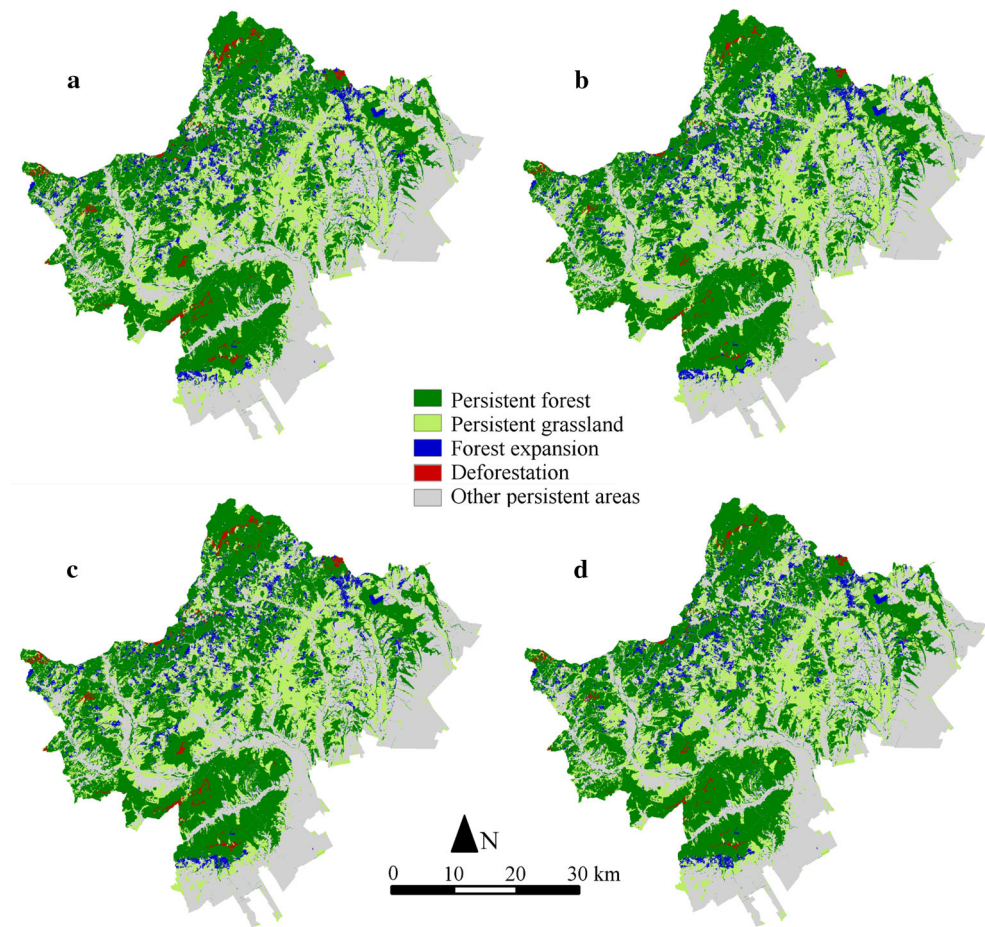 a
b
Persistent forest
Persistent grassland
Forest expansion
Deforestation
Other persistent areas
c
d
N
0 10 20 30 km